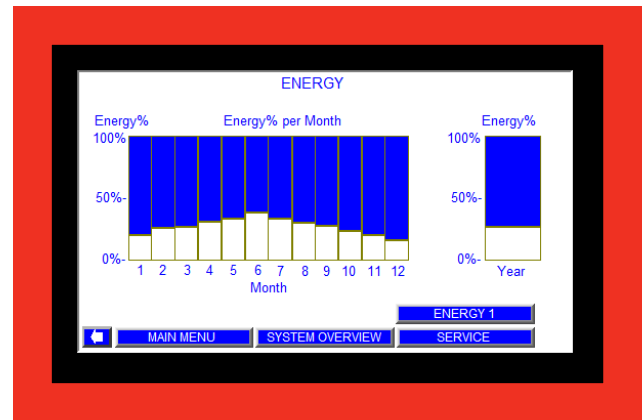 ENERGY
Energy% Energy% per Month Energy%
100% 100%
50%- 50%-
0%- 0%-
1 2 3 4 5 6 7 8 9 10 11 12 Year
Month
ENERGY 1
MAIN MENU SYSTEM OVERVIEW SERVICE